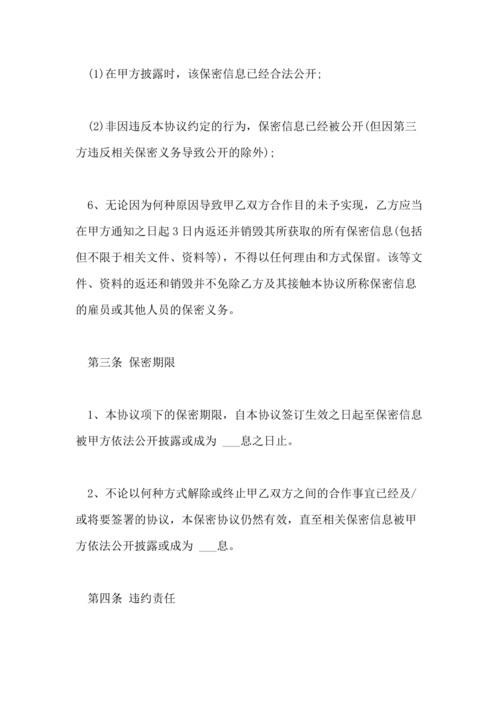 (1)在甲方披露时，该保密信息已经合法公开;
(2)非因违反本协议约定的行为，保密信息已经被公开(但因第三
方违反相关保密义务导致公开的除外);
6、无论因为何种原因导致甲乙双方合作目的未予实现，乙方应当
在甲方通知之日起3日内返还并销毁其所获取的所有保密信息(包括
但不限于相关文件、资料等)，不得以任何理由和方式保留。该等文
件、资料的返还和销毁并不免除乙方及其接触本协议所称保密信息
的雇员或其他人员的保密义务。
第三条 保密期限
1、本协议项下的保密期限，自本协议签订生效之日起至保密信息
被甲方依法公开披露或成为 ___息之日止。
2、不论以何种方式解除或终止甲乙双方之间的合作事宜已经及/
或将要签署的协议，本保密协议仍然有效，直至相关保密信息被甲
方依法公开披露或成为 ___息。
第四条 违约责任